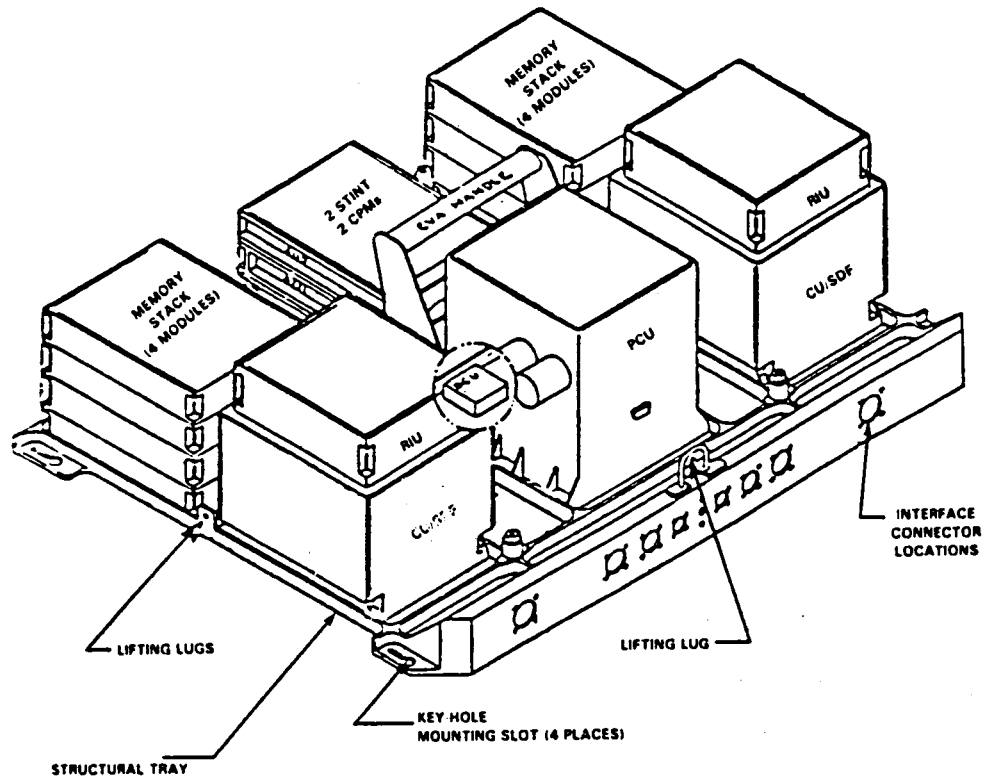 MEMORY
STACK
(4 MODULES)
RIU
2 STINT
2 CPMs
EVA HANDLE
CU/SDF
MEMORY
STACK
(4 MODULES)
PCU
RIU
INTERFACE
CONNECTOR
LOCATIONS
LIFTING LUGS
LIFTING LUG
KEY-HOLE
MOUNTING SLOT (4 PLACES)
STRUCTURAL TRAY